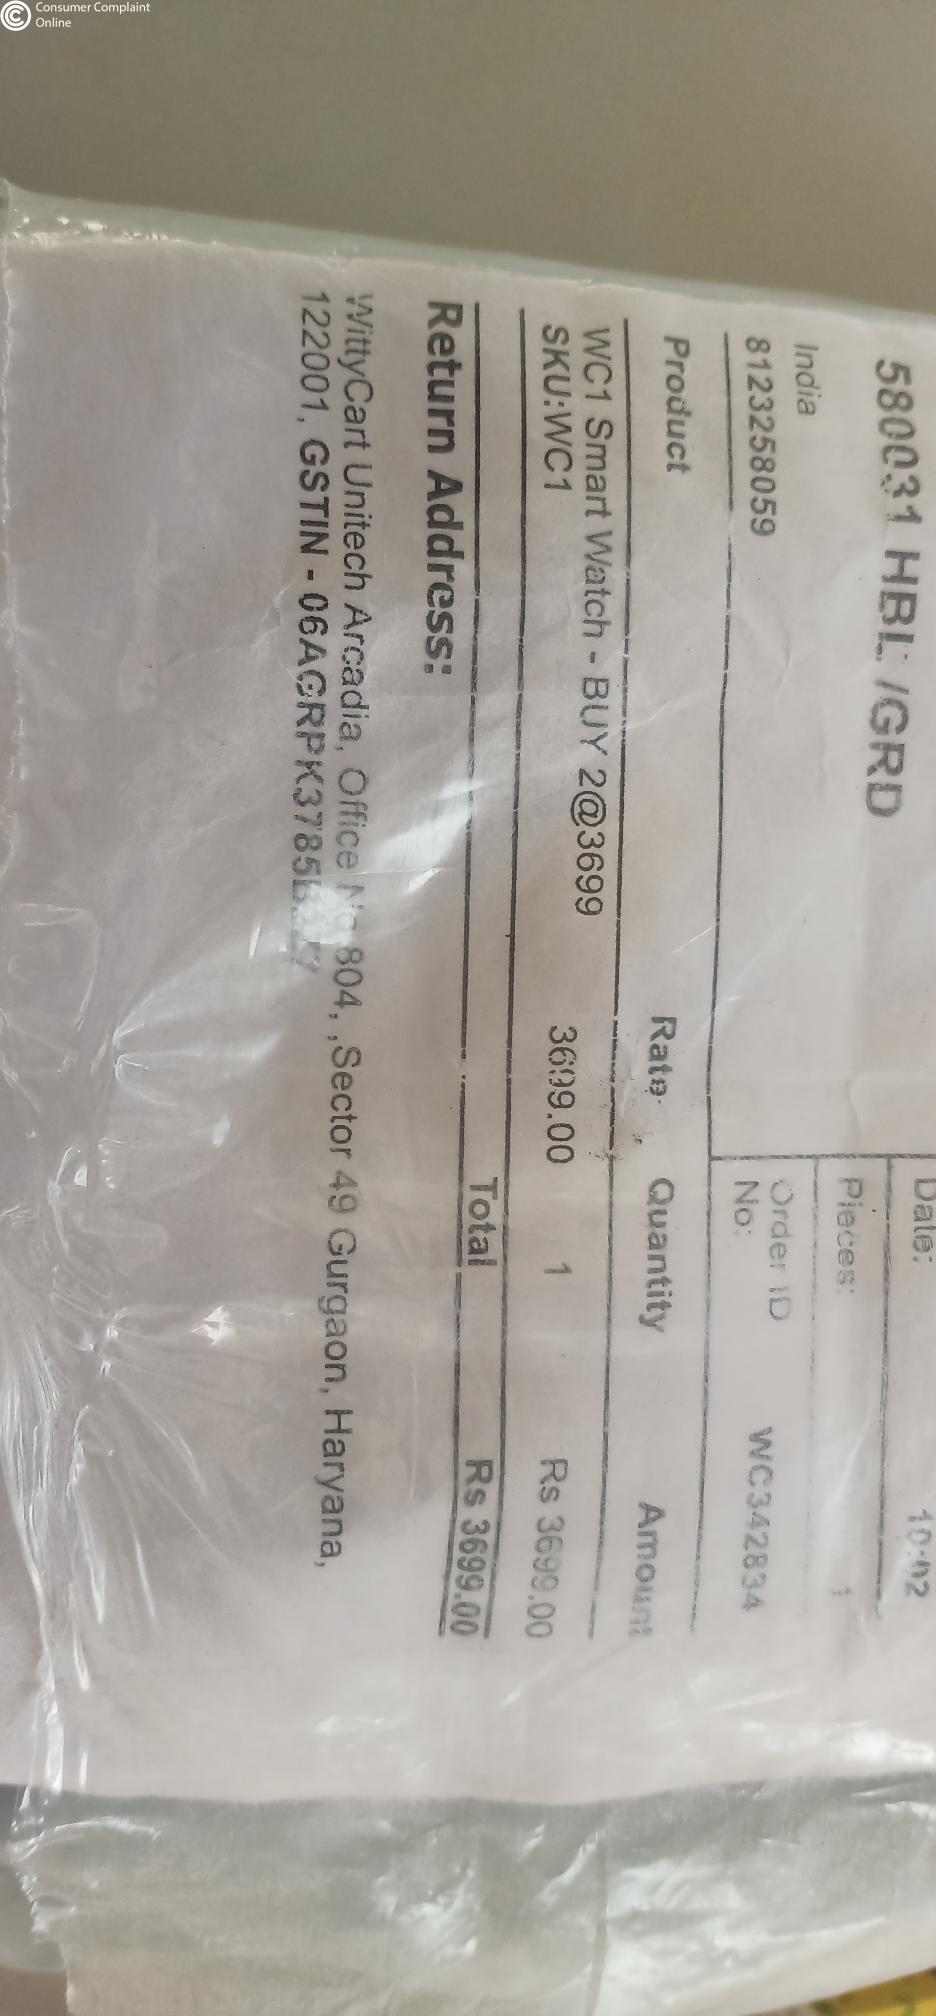 Consumer Complaint
Online
580031 HBL /GRD
India
8123258059
Date: 10:02
Pieces: 1
Order ID
No: WC342834
Product Rate Quantity Amount
WC1 Smart Watch - BUY 2@3699
SKU:WC1 3699.00 1 Rs 3699.00
Total Rs 3699.00
Return Address:
WittyCart Unitech Arcadia, Office No 804, ,Sector 49 Gurgaon, Haryana,
122001, GSTIN -